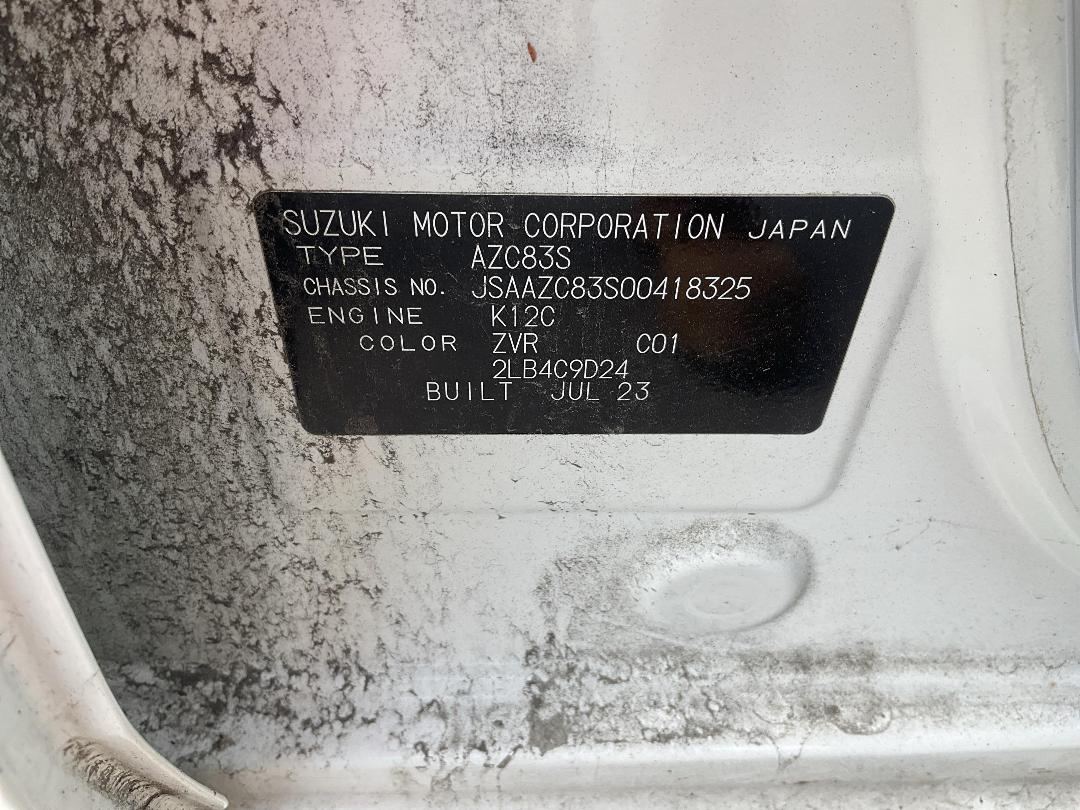 SUZUKI MOTOR CORPORATION JAPAN
TYPE AZC83S
CHASSIS NO. JSAAZC83S00418325
ENGINE K12C
COLOR ZVR C01
2LB4C9D24
BUILT JUL 23